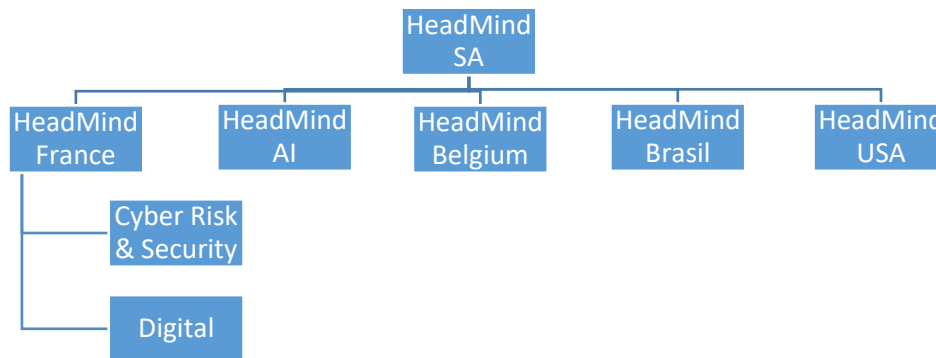 HeadMind
SA
HeadMind
France
HeadMind
AI
HeadMind
Belgium
HeadMind
Brasil
HeadMind
USA
Cyber Risk
& Security
Digital